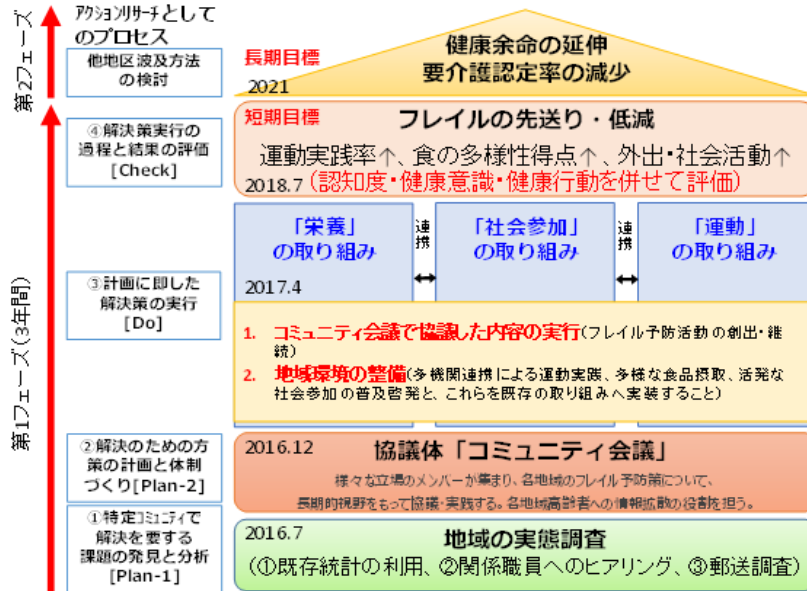 アクションリサーチとして
のプロセス
第2フェーズ
他地区波及方法
の検討
長期目標
2021
健康余命の延伸
要介護認定率の減少
第1フェーズ(3年間)
④解決策実行の
過程と結果の評価
[Check]
短期目標
フレイルの先送り・低減
運動実践率↑、食の多様性得点↑、外出・社会活動↑
2018.7(認知度・健康意識・健康行動を併せて評価)
③計画に即した
解決策の実行
[Do]
「栄養」
の取り組み
連携
↔
「社会参加」
の取り組み
連携
↔
「運動」
の取り組み
2017.4
1. コミュニティ会議で協議した内容の実行(フレイル予防活動の創出・継
続)
2. 地域環境の整備(多機関連携による運動実践、多様な食品摂取、活発な
社会参加の普及啓発と、これらを既存の取り組みへ実装すること)
②解決のための方
策の計画と体制
づくり[Plan-2]
2016.12
協議体「コミュニティ会議」
様々な立場のメンバーが集まり、各地域のフレイル予防策について、
長期的視野をもって協議・実践する。各地域高齢者への情報拡散の役割を担う。
①特定コミュニティで
解決を要する
課題の発見と分析
[Plan-1]
2016.7
地域の実態調査
(①既存統計の利用、②関係職員へのヒアリング、③郵送調査)